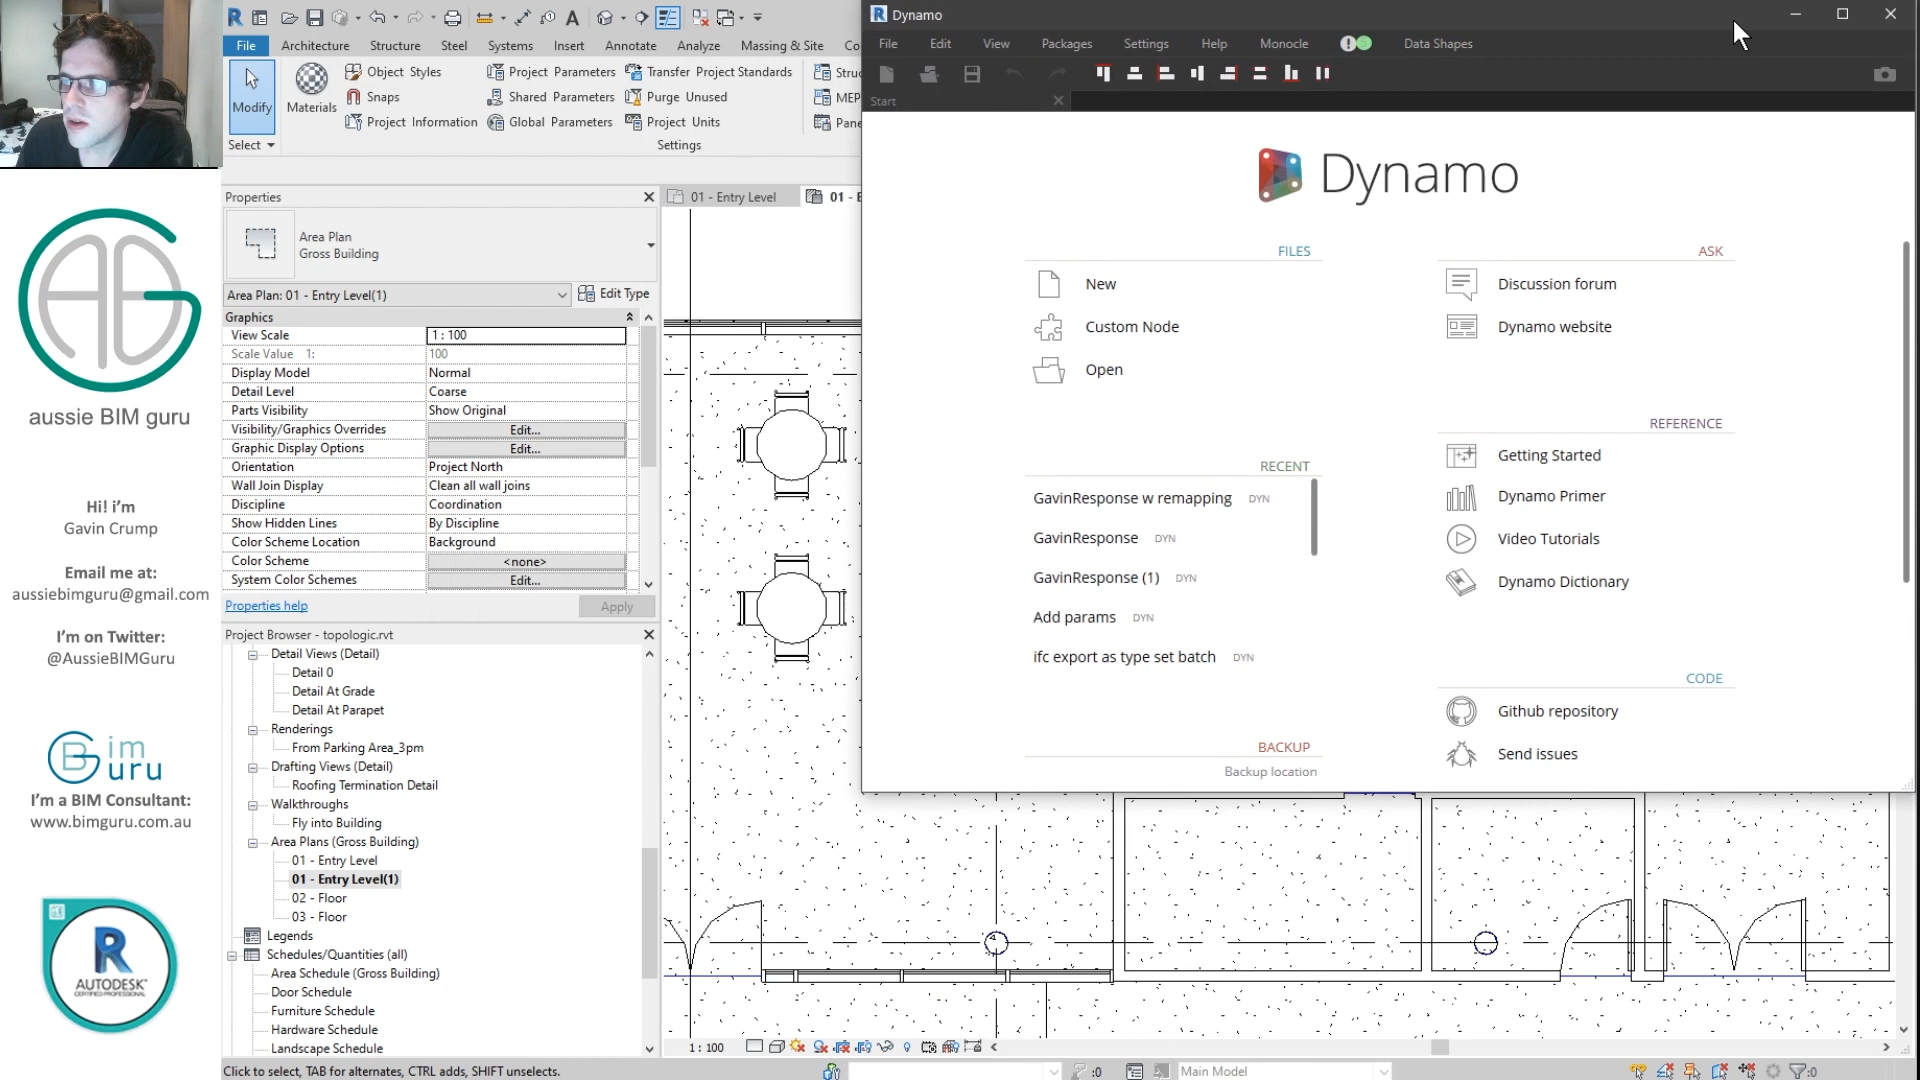 File
Architecture
Structure
Steel
Systems
Insert
Annotate
Analyze
Massing & Site
Co
Modify
Materials
Object Styles
Snaps
Project Information
Project Parameters
Shared Parameters
Global Parameters
Transfer Project Standards
Purge Unused
Project Units
Stru
MEP
Pane
Select
Settings
Properties
Area Plan
Gross Building
Area Plan: 01 - Entry Level(1)
Edit Type
Graphics
View Scale 1 : 100
Scale Value 1: 100
Display Model Normal
Detail Level Coarse
Parts Visibility Show Original
Visibility/Graphics Overrides Edit...
Graphic Display Options Edit...
Orientation Project North
Wall Join Display Clean all wall joins
Discipline Coordination
Show Hidden Lines By Discipline
Color Scheme Location Background
Color Scheme <none>
System Color Schemes Edit...
Properties help
Apply
Project Browser - topologic.rvt
Detail Views (Detail)
Detail 0
Detail At Grade
Detail At Parapet
Renderings
From Parking Area_3pm
Drafting Views (Detail)
Roofing Termination Detail
Walkthroughs
Fly into Building
Area Plans (Gross Building)
01 - Entry Level
01 - Entry Level(1)
02 - Floor
03 - Floor
Legends
Schedules/Quantities (all)
Area Schedule (Gross Building)
Door Schedule
Furniture Schedule
Hardware Schedule
Landscape Schedule
Click to select, TAB for alternates, CTRL adds, SHIFT unselects.
01 - Entry Level
01 - E
1 : 100
:0
Main Model
:0
aussie BIM guru
Hi! i'm
Gavin Crump
Email me at:
aussiebimguru@gmail.com
I'm on Twitter:
@AussieBIMGuru
Bim
Guru
I'm a BIM Consultant:
www.bimguru.com.au
R
AUTODESK
CERTIFIED PROFESSIONAL
Dynamo
File
Edit
View
Packages
Settings
Help
Monocle
Data Shapes
Start
Dynamo
FILES
New
Custom Node
Open
RECENT
GavinResponse w remapping DYN
GavinResponse DYN
GavinResponse (1) DYN
Add params DYN
ifc export as type set batch DYN
BACKUP
Backup location
ASK
Discussion forum
Dynamo website
REFERENCE
Getting Started
Dynamo Primer
Video Tutorials
Dynamo Dictionary
CODE
Github repository
Send issues